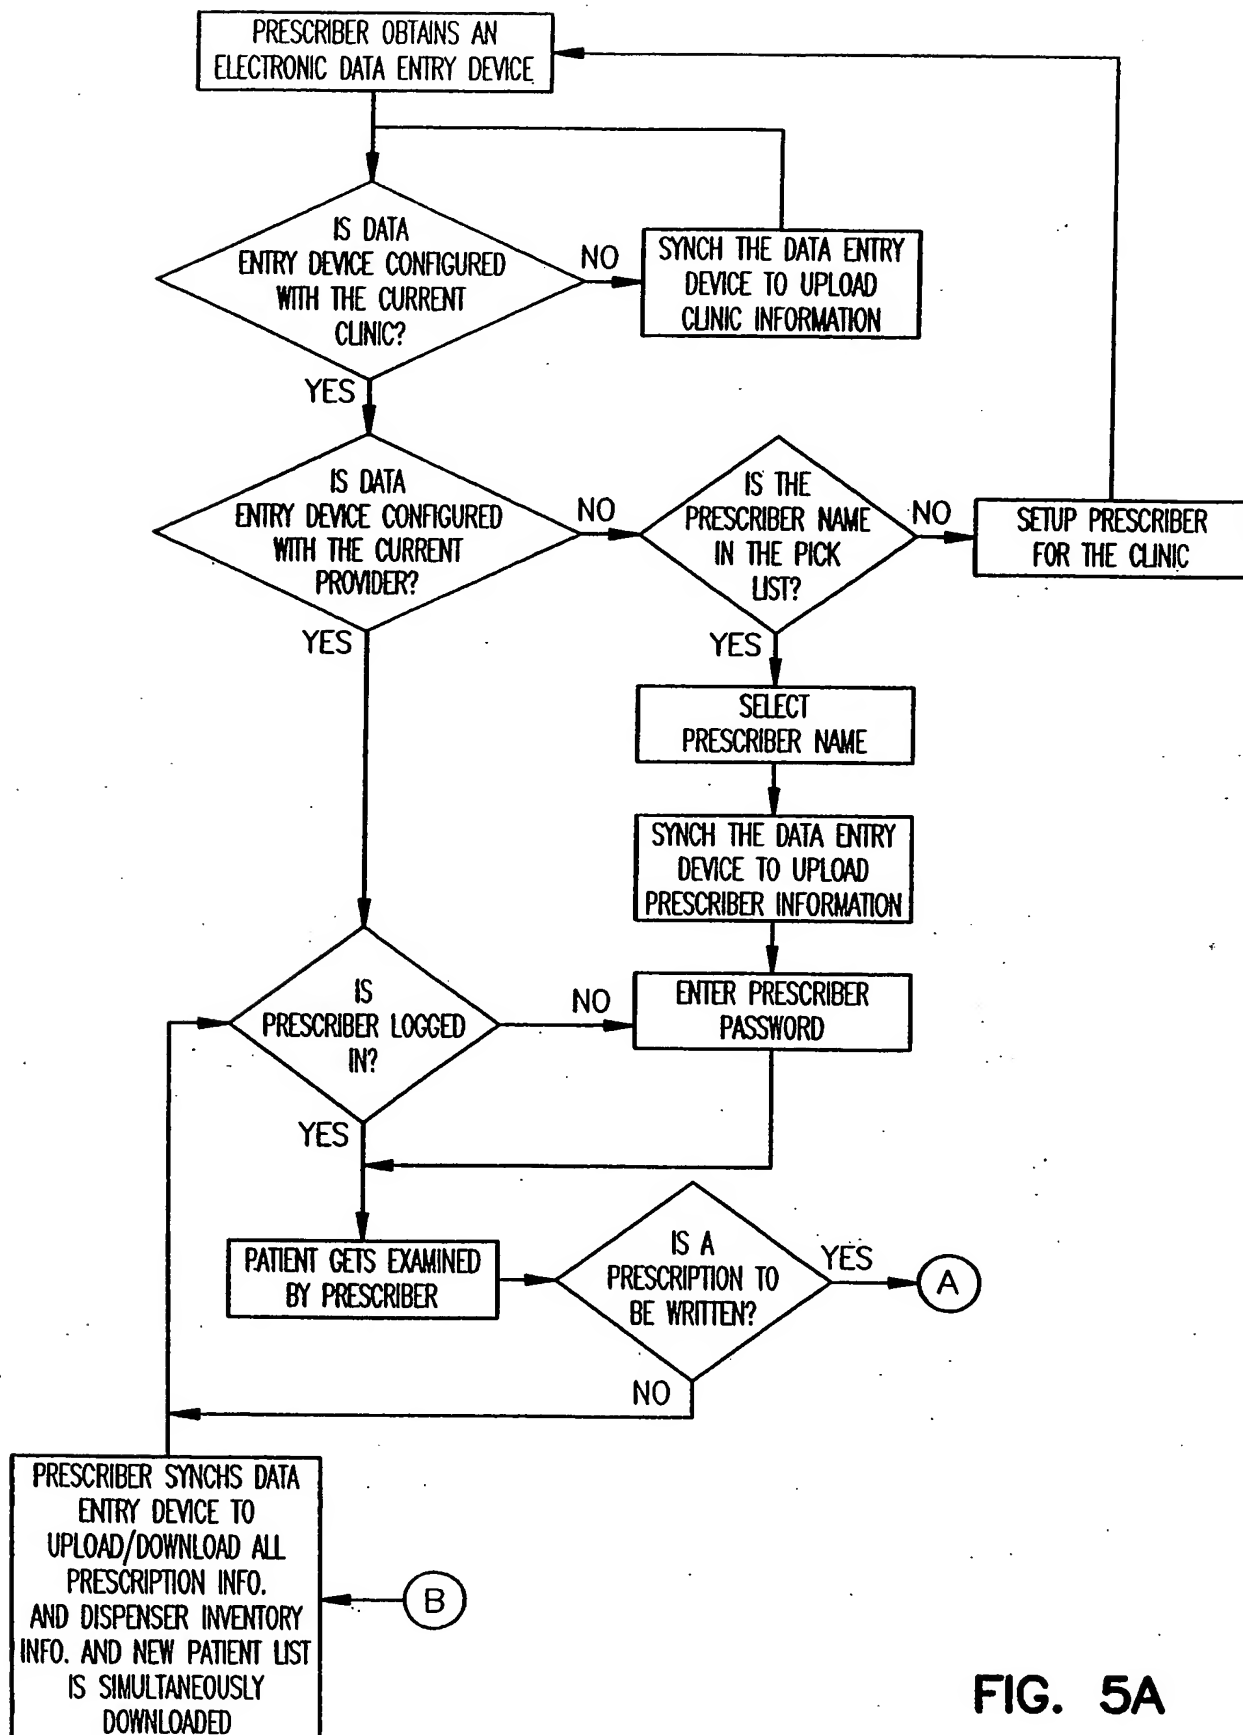 PRESCRIBER OBTAINS AN
ELECTRONIC DATA ENTRY DEVICE
IS DATA
ENTRY DEVICE CONFIGURED
WITH THE CURRENT
CLINIC?
NO
SYNCH THE DATA ENTRY
DEVICE TO UPLOAD
CLINIC INFORMATION
YES
IS DATA
ENTRY DEVICE CONFIGURED
WITH THE CURRENT
PROVIDER?
NO
IS THE
PRESCRIBER NAME
IN THE PICK
LIST?
NO
SETUP PRESCRIBER
FOR THE CLINIC
YES
YES
SELECT
PRESCRIBER NAME
SYNCH THE DATA ENTRY
DEVICE TO UPLOAD
PRESCRIBER INFORMATION
IS
PRESCRIBER LOGGED
IN?
NO
ENTER PRESCRIBER
PASSWORD
YES
PATIENT GETS EXAMINED
BY PRESCRIBER
IS A
PRESCRIPTION TO
BE WRITTEN?
YES
A
NO
PRESCRIBER SYNCHS DATA
ENTRY DEVICE TO
UPLOAD/DOWNLOAD ALL
PRESCRIPTION INFO.
AND DISPENSER INVENTORY
INFO. AND NEW PATIENT LIST
IS SIMULTANEOUSLY
DOWNLOADED
B
FIG. 5A